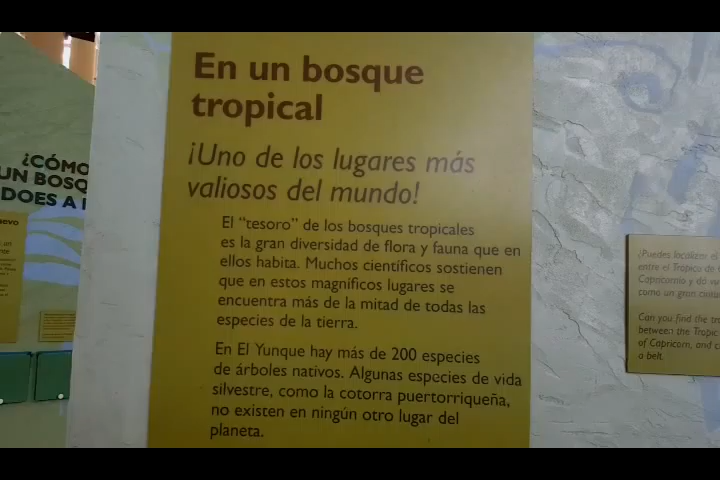 ¿CÓMO
UN BOSQ
DOES A
En un bosque
tropical
¡Uno de los lugares más
valiosos del mundo!
El "tesoro" de los bosques tropicales
es la gran diversidad de flora y fauna que en
ellos habita. Muchos científicos sostienen
que en estos magníficos lugares se
encuentra más de la mitad de todas las
especies de la tierra.
En El Yunque hay más de 200 especies
de árboles nativos. Algunas especies de vida
silvestre, como la cotorra puertorriqueña,
no existen en ningún otro lugar del
planeta.
¿Puedes localizar el
entre el Trópico de
Capricornio y da
como un gran
Can you find the
between the Tropic
of Capricorn, and
a belt.